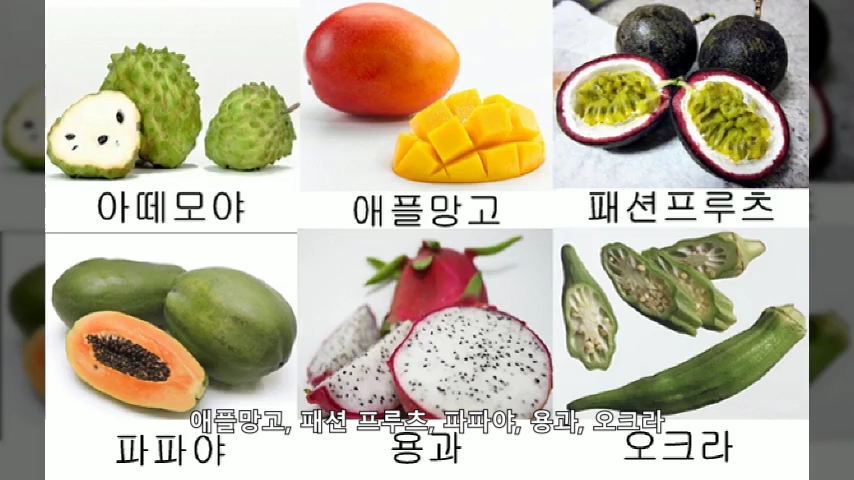 아떼모야
애플망고
패션프루츠
애플망고, 패션 프루츠, 파파야, 용과, 오크라
파파야
용과
오크라